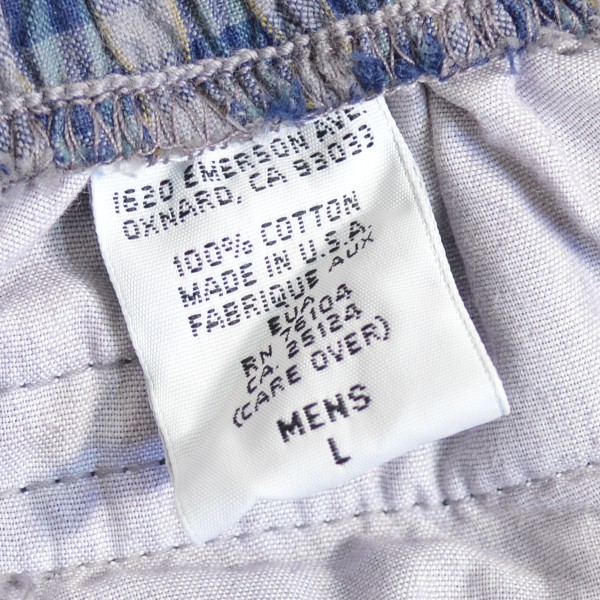 1620 EMERSON AVE.
OXNARD, CA 93033
100% COTTON
MADE IN U.S.A.
FABRIQUE AUX
EUA
RN 76104
CA. 25124
(CARE OVER)
MENS
L